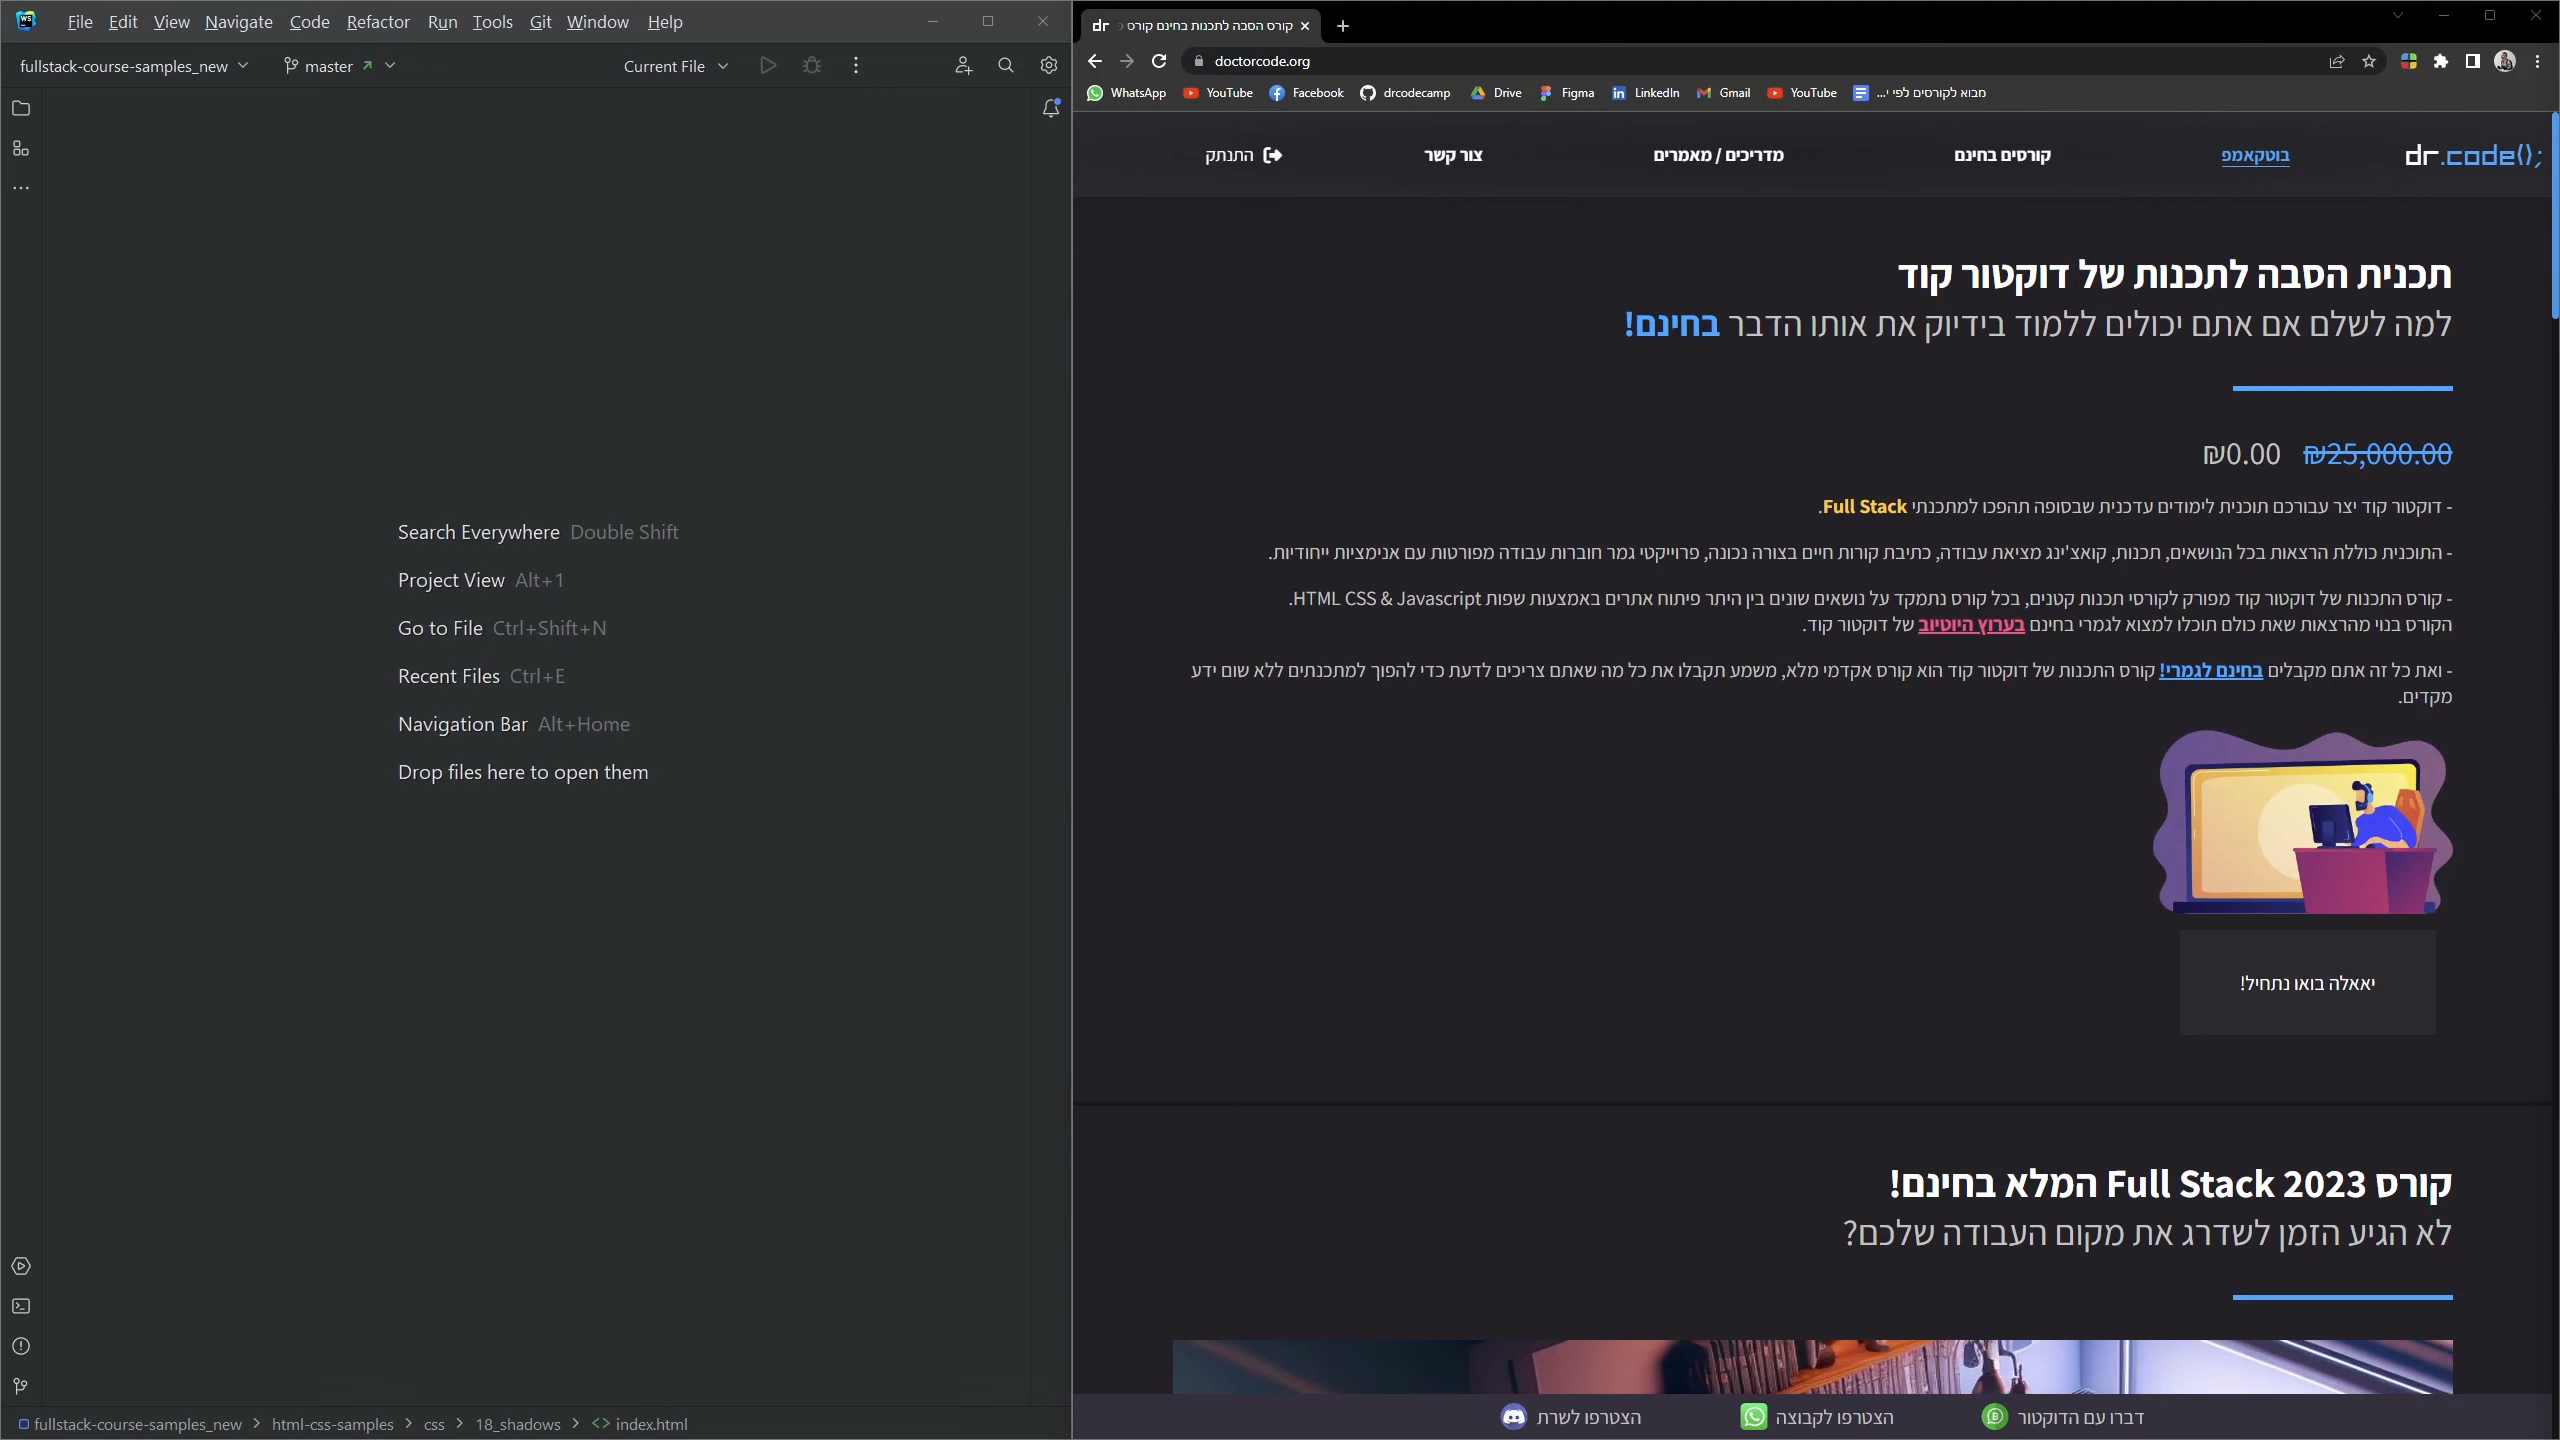 File Edit View Navigate Code Refactor Run Tools Git Window Help
fullstack-course-samples_new master Current File
Search Everywhere Double Shift
Project View Alt+1
Go to File Ctrl+Shift+N
Recent Files Ctrl+E
Navigation Bar Alt+Home
Drop files here to open them
fullstack-course-samples_new > html-css-samples > css > 18_shadows > <> index.html
dr קורס הסבה לתכנות בחינם קורס
doctorcode.org
WhatsApp YouTube Facebook drcodecamp Drive Figma LinkedIn Gmail YouTube מבוא לקורסים לפי י...
dr.code();
בוטקאמפ
קורסים בחינם
מדריכים / מאמרים
צור קשר
התנתק
תכנית הסבה לתכנות של דוקטור קוד
למה לשלם אם אתם יכולים ללמוד בידיוק את אותו הדבר בחינם!
₪25,000.00 ₪0.00
- דוקטור קוד יצר עבורכם תוכנית לימודים עדכנית שבסופה תהפכו למתכנתי Full Stack.
- התוכנית כוללת הרצאות בכל הנושאים, תכנות, קואצ'ינג מציאת עבודה, כתיבת קורות חיים בצורה נכונה, פרוייקטי גמר חוברות עבודה מפורטות עם אנימציות ייחודיות.
- קורס התכנות של דוקטור קוד מפורק לקורסי תכנות קטנים, בכל קורס נתמקד על נושאים שונים בין היתר פיתוח אתרים באמצעות שפות HTML CSS & Javascript.
הקורס בנוי מהרצאות שאת כולם תוכלו למצוא לגמרי בחינם בערוץ היוטיוב של דוקטור קוד.
- ואת כל זה אתם מקבלים בחינם לגמרי! קורס התכנות של דוקטור קוד הוא קורס אקדמי מלא, משמע תקבלו את כל מה שאתם צריכים לדעת כדי להפוך למתכנתים ללא שום ידע
מקדים.
יאאלה בואו נתחיל!
קורס Full Stack 2023 המלא בחינם!
לא הגיע הזמן לשדרג את מקום העבודה שלכם?
דברו עם הדוקטור
הצטרפו לקבוצה
הצטרפו לשרת